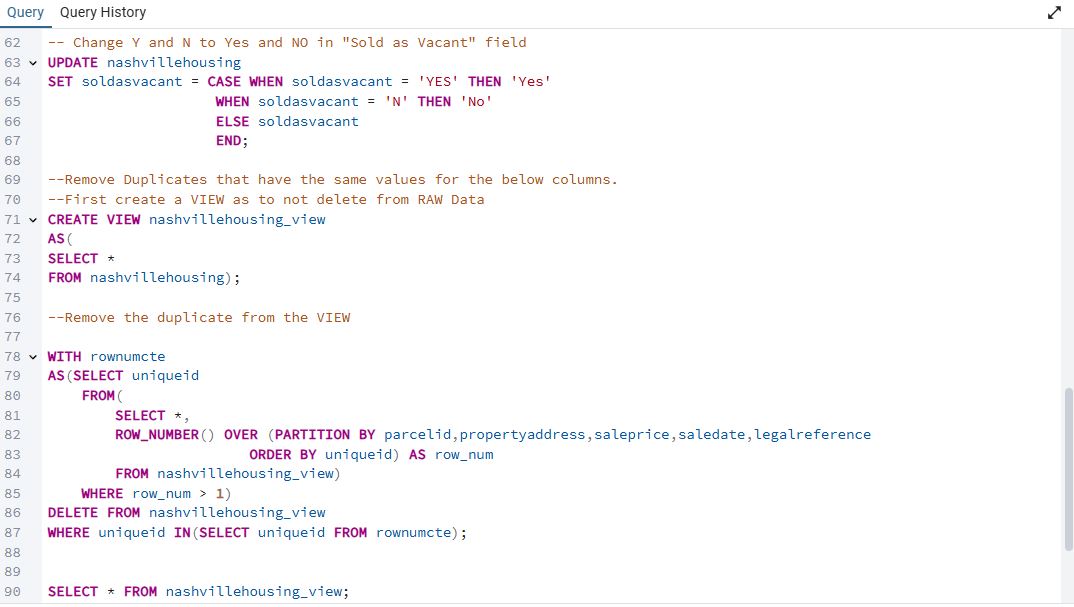 Query Query History
62 -- Change Y and N to Yes and NO in "Sold as Vacant" field
63 UPDATE nashvillehousing
64 SET soldasvacant = CASE WHEN soldasvacant = 'YES' THEN 'Yes'
65 WHEN soldasvacant = 'N' THEN 'No'
66 ELSE soldasvacant
67 END;
68
69 --Remove Duplicates that have the same values for the below columns.
70 --First create a VIEW as to not delete from RAW Data
71 CREATE VIEW nashvillehousing_view
72 AS(
73 SELECT *
74 FROM nashvillehousing);
75
76 --Remove the duplicate from the VIEW
77
78 WITH rownumcte
79 AS(SELECT uniqueid
80 FROM(
81 SELECT *,
82 ROW_NUMBER() OVER (PARTITION BY parcelid,propertyaddress,saleprice,saledate,legalreference
83 ORDER BY uniqueid) AS row_num
84 FROM nashvillehousing_view)
85 WHERE row_num > 1)
86 DELETE FROM nashvillehousing_view
87 WHERE uniqueid IN(SELECT uniqueid FROM rownumcte);
88
89
90 SELECT * FROM nashvillehousing_view;